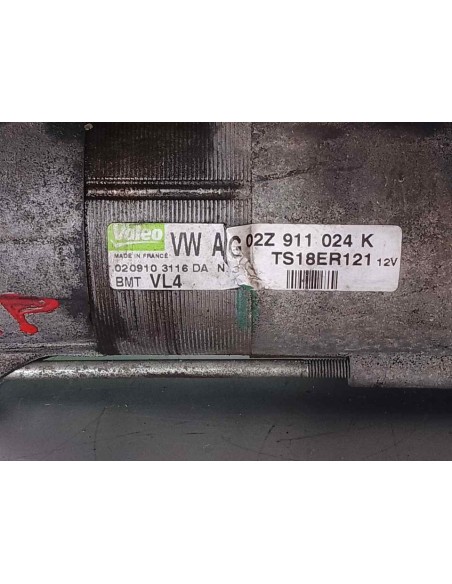 Valeo
VW AG 02Z 911 024 K
MADE IN FRANCE
TS18ER121 12V
020910 3116 DA N.
BMT VL4